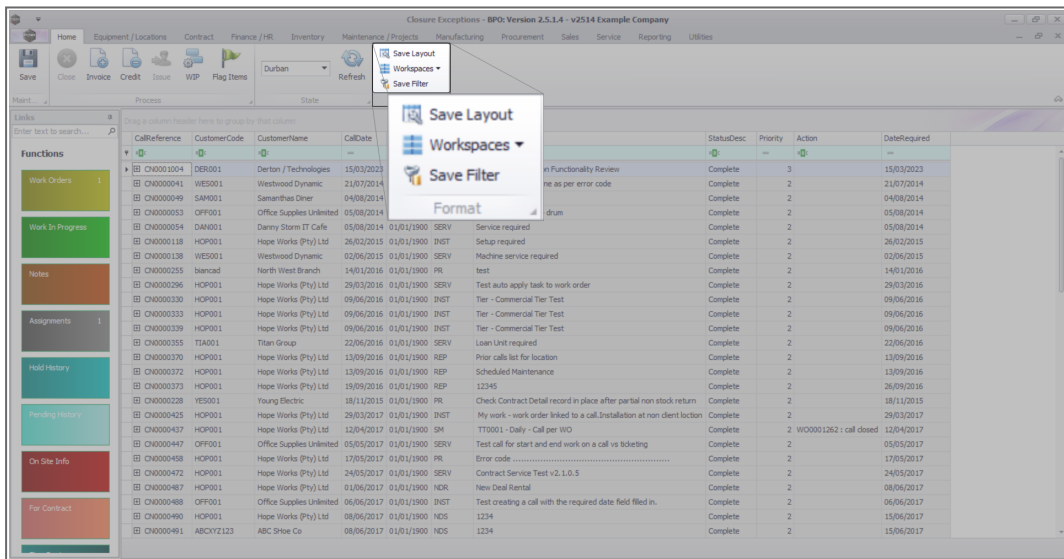 Closure Exceptions - BPO: Version 2.5.1.4 - v2514 Example Company
Home Equipment / Locations Contract Finance / HR Inventory Maintenance / Projects Manufacturing Procurement Sales Service Reporting Utilities
Save Close Invoice Credit Issue WIP Flag Items Durban Refresh
Save Layout
Workspaces
Save Filter
Maint... Process State
Save Layout
Workspaces
Save Filter
Format
Links
Enter text to search...
Drag a column header here to group by that column
Functions
Work Orders 1
Work In Progress
Notes
Assignments 1
Hold History
Pending History
On Site Info
For Contract
CallReference CustomerCode CustomerName CallDate StatusDesc Priority Action DateRequired
CN0001004 DER001 Derton / Technologies 15/03/2023 n Functionality Review Complete 3 15/03/2023
CN0000041 WES001 Westwood Dynamic 21/07/2014 ne as per error code Complete 2 21/07/2014
CN0000049 SAM001 Samanthas Diner 04/08/2014 Complete 2 04/08/2014
CN0000053 OFF001 Office Supplies Unlimited 05/08/2014 drum Complete 2 05/08/2014
CN0000054 DAN001 Danny Storm IT Cafe 05/08/2014 01/01/1900 SERV Service required Complete 2 05/08/2014
CN0000118 HOP001 Hope Works (Pty) Ltd 26/02/2015 01/01/1900 INST Setup required Complete 2 26/02/2015
CN0000138 WES001 Westwood Dynamic 02/06/2015 01/01/1900 SERV Machine service required Complete 2 02/06/2015
CN0000255 biancad North West Branch 14/01/2016 01/01/1900 PR test Complete 2 14/01/2016
CN0000296 HOP001 Hope Works (Pty) Ltd 29/03/2016 01/01/1900 SERV Test auto apply task to work order Complete 2 29/03/2016
CN0000330 HOP001 Hope Works (Pty) Ltd 09/06/2016 01/01/1900 INST Tier - Commercial Tier Test Complete 2 09/06/2016
CN0000333 HOP001 Hope Works (Pty) Ltd 09/06/2016 01/01/1900 INST Tier - Commercial Tier Test Complete 2 09/06/2016
CN0000339 HOP001 Hope Works (Pty) Ltd 09/06/2016 01/01/1900 INST Tier - Commercial Tier Test Complete 2 09/06/2016
CN0000355 TIA001 Titan Group 22/06/2016 01/01/1900 SERV Loan Unit required Complete 2 22/06/2016
CN0000370 HOP001 Hope Works (Pty) Ltd 13/09/2016 01/01/1900 REP Prior calls list for location Complete 2 13/09/2016
CN0000372 HOP001 Hope Works (Pty) Ltd 13/09/2016 01/01/1900 REP Scheduled Maintenance Complete 2 13/09/2016
CN0000373 HOP001 Hope Works (Pty) Ltd 19/09/2016 01/01/1900 REP 12345 Complete 2 26/09/2016
CN0000228 YES001 Young Electric 18/11/2015 01/01/1900 PR Check Contract Detail record in place after partial non stock return Complete 2 18/11/2015
CN0000425 HOP001 Hope Works (Pty) Ltd 29/03/2017 01/01/1900 INST My work - work order linked to a call.Installation at non client loction Complete 2 29/03/2017
CN0000437 HOP001 Hope Works (Pty) Ltd 12/04/2017 01/01/1900 SM TT0001 - Daily - Call per WO Complete 2 WO0001262 : call closed 12/04/2017
CN0000447 OFF001 Office Supplies Unlimited 05/05/2017 01/01/1900 SERV Test call for start and end work on a call vs ticketing Complete 2 05/05/2017
CN0000458 HOP001 Hope Works (Pty) Ltd 17/05/2017 01/01/1900 PR Error code ........................................................ Complete 2 17/05/2017
CN0000472 HOP001 Hope Works (Pty) Ltd 24/05/2017 01/01/1900 SERV Contract Service Test v2.1.0.5 Complete 2 24/05/2017
CN0000487 HOP001 Hope Works (Pty) Ltd 01/06/2017 01/01/1900 NDR New Deal Rental Complete 2 08/06/2017
CN0000488 OFF001 Office Supplies Unlimited 06/06/2017 01/01/1900 INST Test creating a call with the required date field filled in. Complete 2 06/06/2017
CN0000490 HOP001 Hope Works (Pty) Ltd 08/06/2017 01/01/1900 NDS 1234 Complete 2 15/06/2017
CN0000491 ABCXYZ123 ABC SHoe Co 08/06/2017 01/01/1900 NDS 1234 Complete 2 15/06/2017